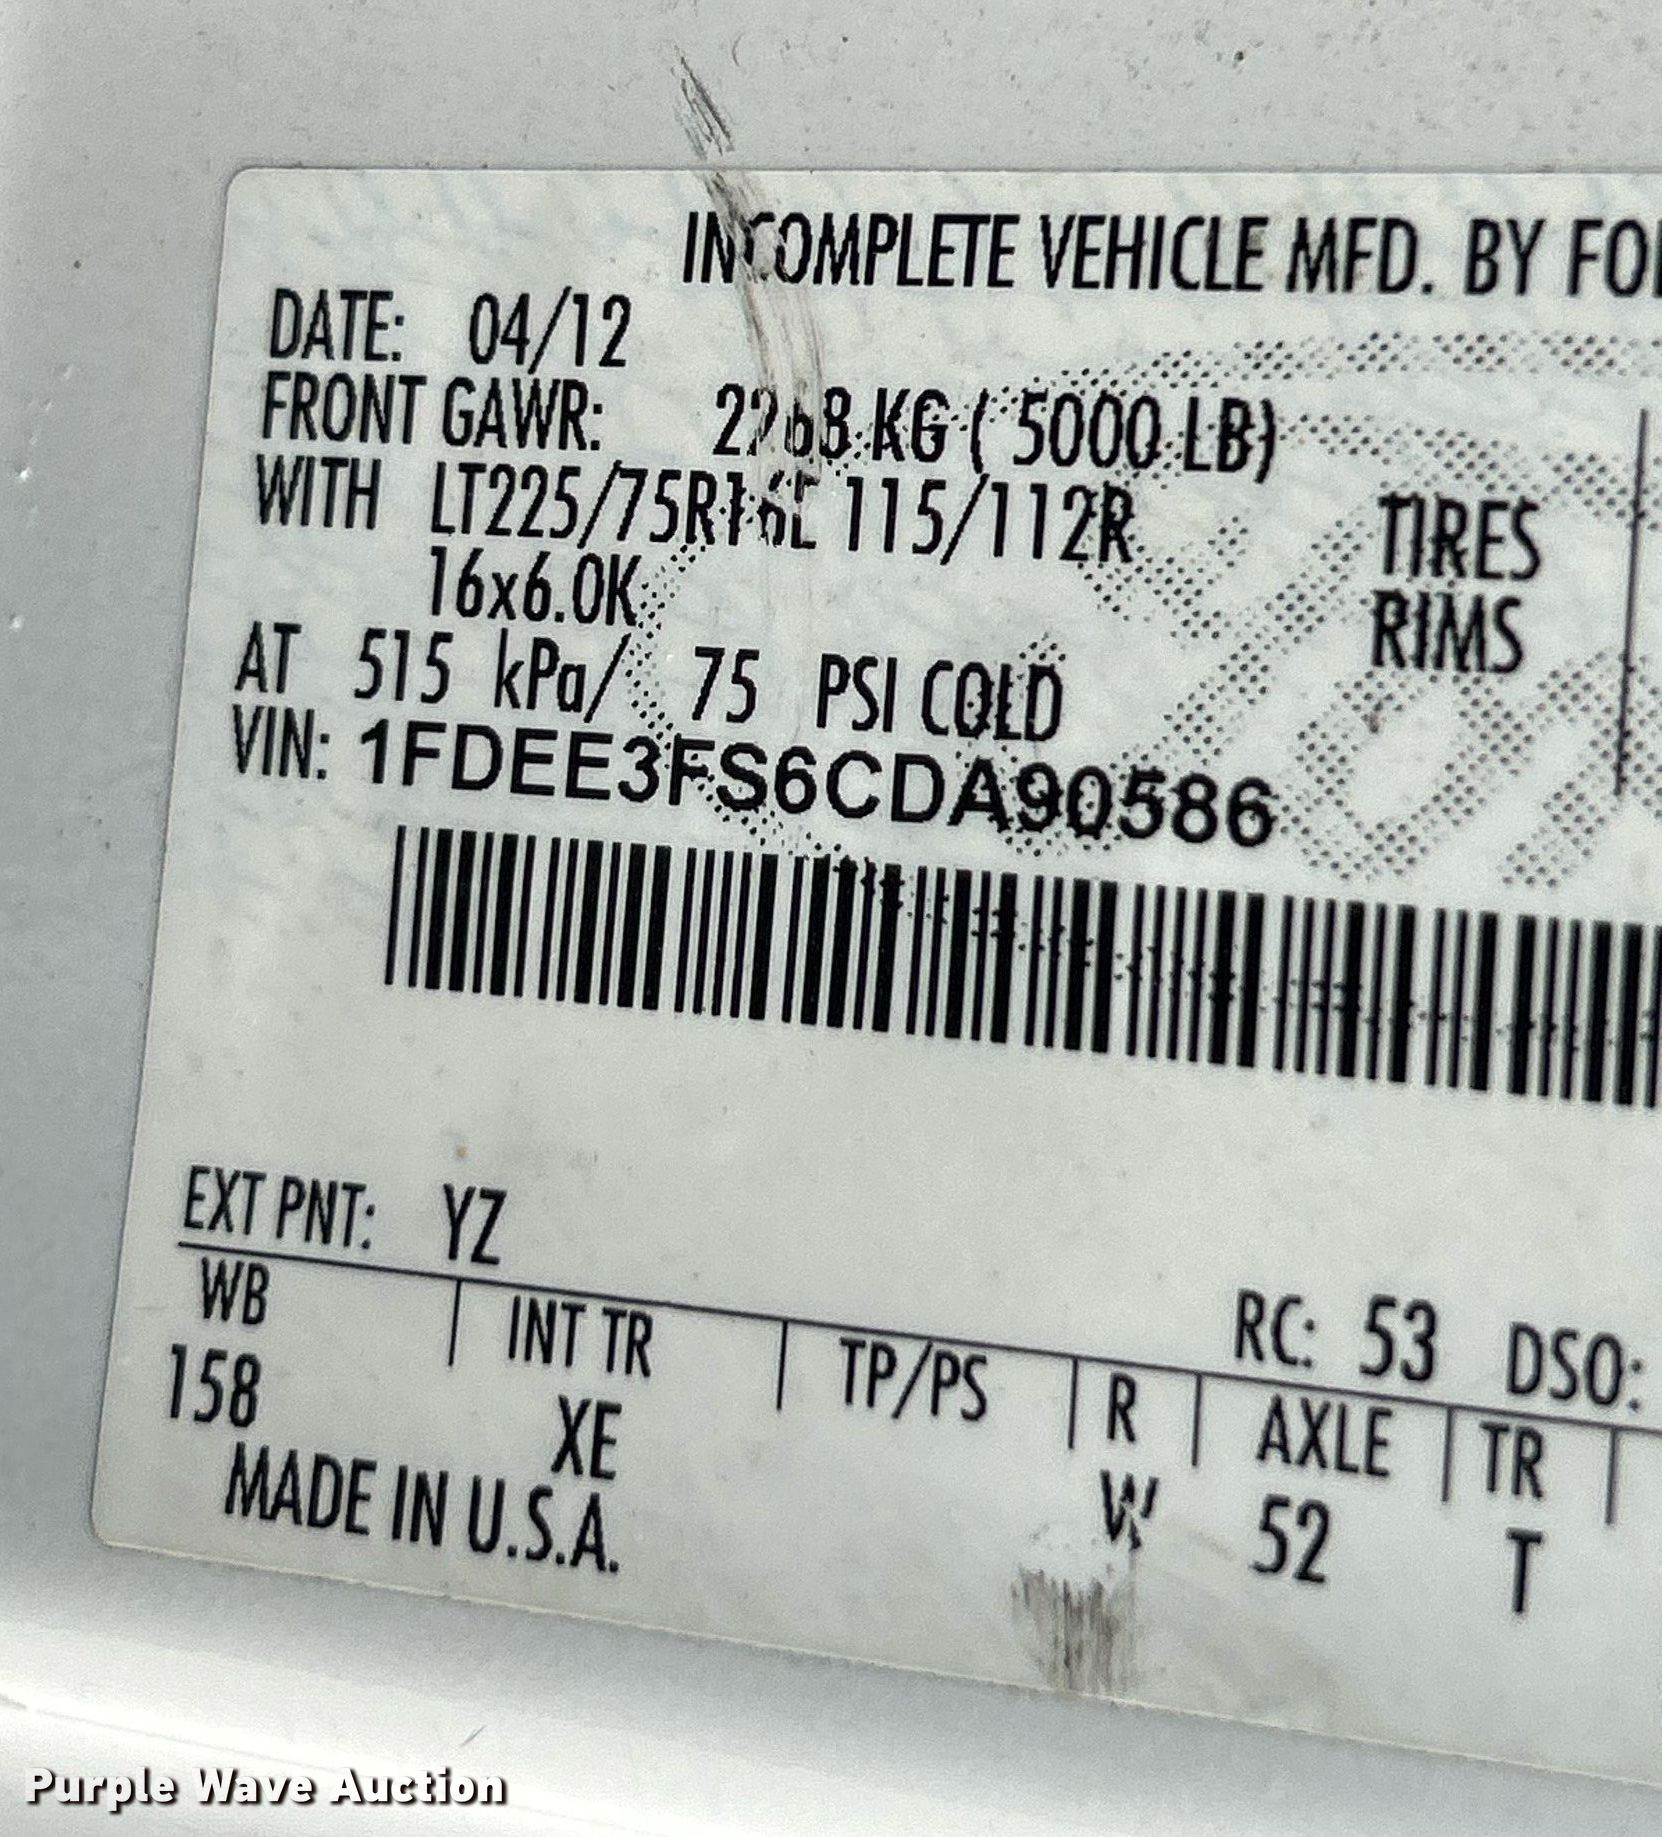 INCOMPLETE VEHICLE MFD. BY FO
DATE: 04/12
FRONT GAWR: 2268 KG ( 5000 LB)
WITH LT225/75R16E 115/112R TIRES
16x6.0K RIMS
AT 515 kPa/ 75 PSI COLD
VIN: 1FDEE3FS6CDA90586
EXT PNT: YZ
RC: 53 DSO:
WB | INT TR | TP/PS | R | AXLE | TR |
158 XE W 52 T
MADE IN U.S.A.
Purple Wave Auction